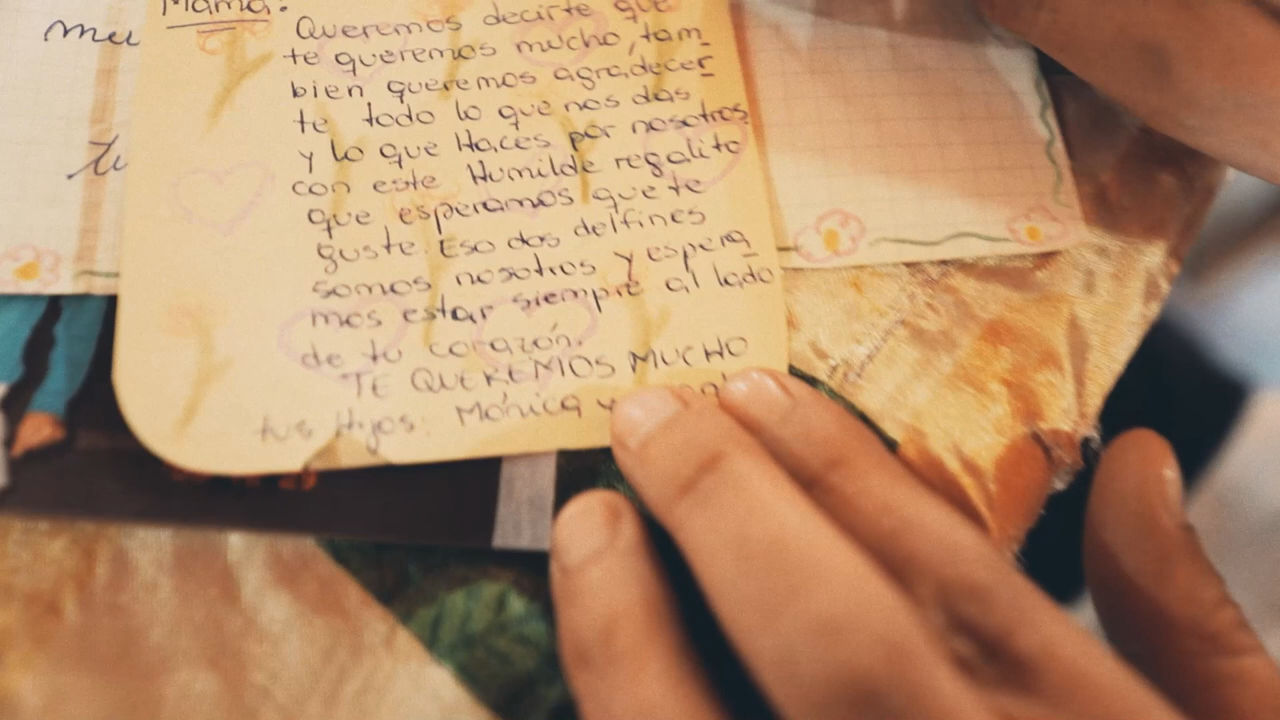 mu
te
Mamá:
Queremos decirte que
te queremos mucho, tam
bien queremos agradecer
te todo lo que nos das
y lo que Haces por nosotros
con este Humilde regalito
que esperamos que te
guste Eso dos delfines
somos nosotros y espera
mos estar siempre al lado
de tu corazón.
TE QUEREMOS MUCHO
tus Hijos: Mónica y